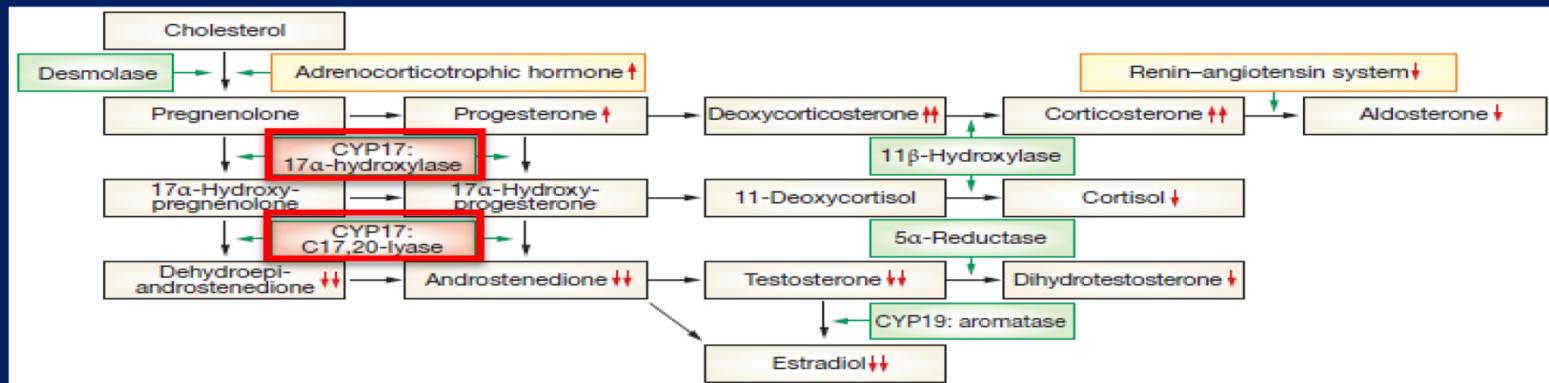 Cholesterol
Desmolase
Adrenocorticotrophic hormone ↑
Renin–angiotensin system ↓
Pregnenolone
Progesterone ↑
Deoxycorticosterone ↑↑
Corticosterone ↑↑
Aldosterone ↓
CYP17:
17α-hydroxylase
11β-Hydroxylase
17α-Hydroxy-
pregnenolone
17α-Hydroxy-
progesterone
11-Deoxycortisol
Cortisol ↓
CYP17:
C17,20-lyase
5α-Reductase
Dehydroepi-
androstenedione ↓↓
Androstenedione ↓↓
Testosterone ↓↓
Dihydrotestosterone ↓
CYP19: aromatase
Estradiol ↓↓